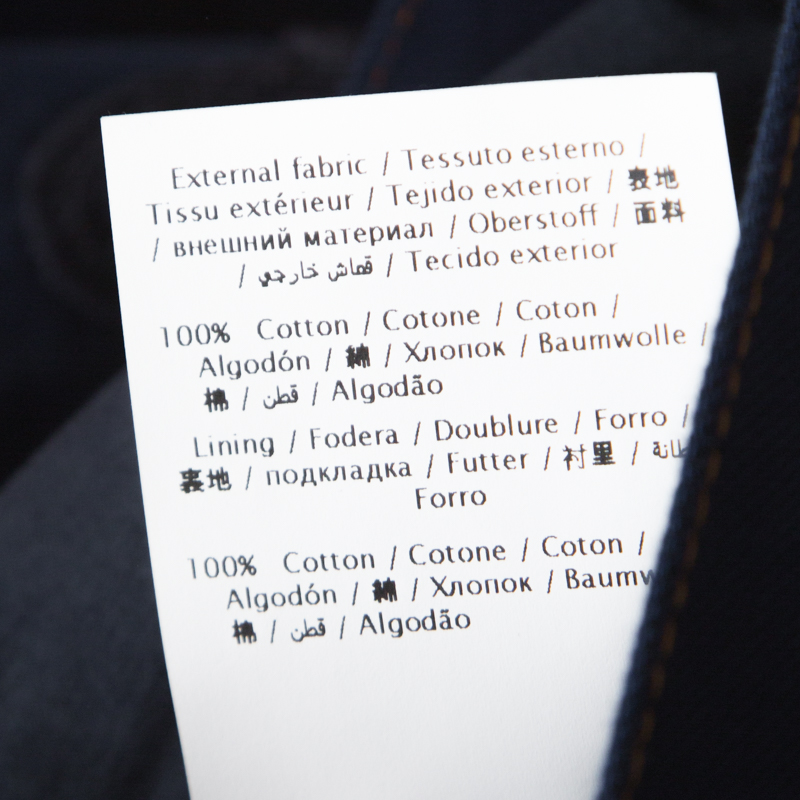 External fabric / Tessuto esterno /
Tissu extérieur / Tejido exterior / 表地
/ внешний материал / Oberstoff / 面料
/ قماش خارجي / Tecido exterior
100% Cotton / Cotone / Coton /
Algodón / 綿 / Хлопок / Baumwolle /
棉 / قطن / Algodão
Lining / Fodera / Doublure / Forro /
裏地 / подкладка / Futter / 衬里 /
Forro
100% Cotton / Cotone / Coton /
Algodón / 綿 / Хлопок /
棉 / قطن / Algodão